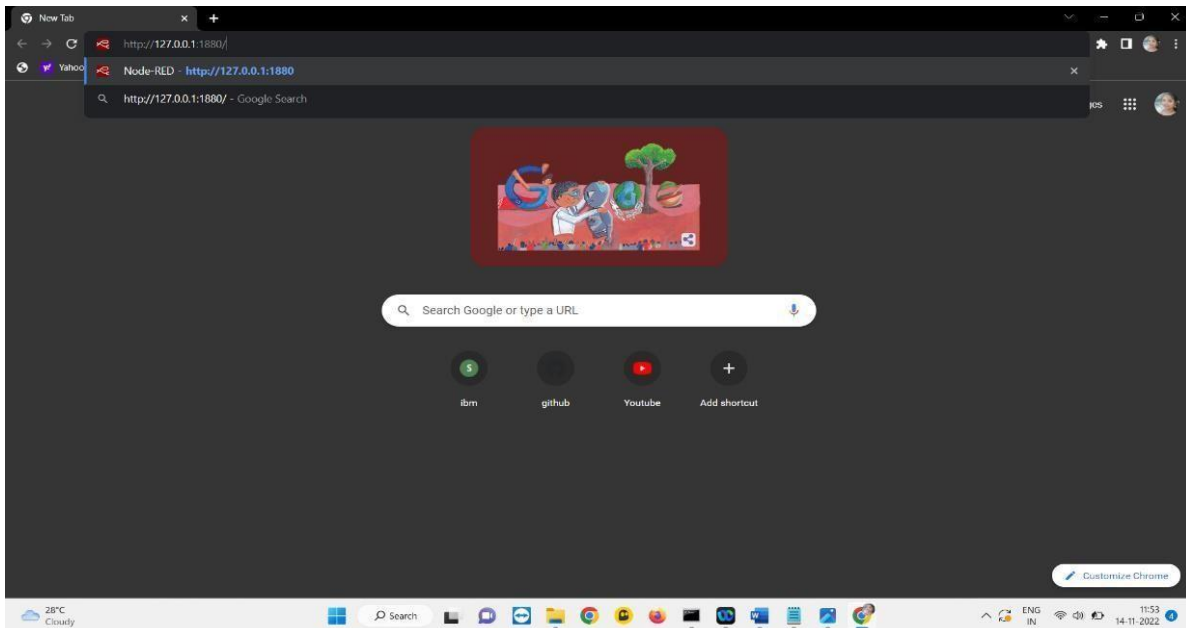 New Tab
http://127.0.0.1:1880/
Yahoo
Node-RED - http://127.0.0.1:1880
http://127.0.0.1:1880/ - Google Search
Google
Search Google or type a URL
S
ibm
github
Youtube
Add shortcut
Customize Chrome
28°C
Cloudy
Search
ENG
IN
11:53
14-11-2022
4